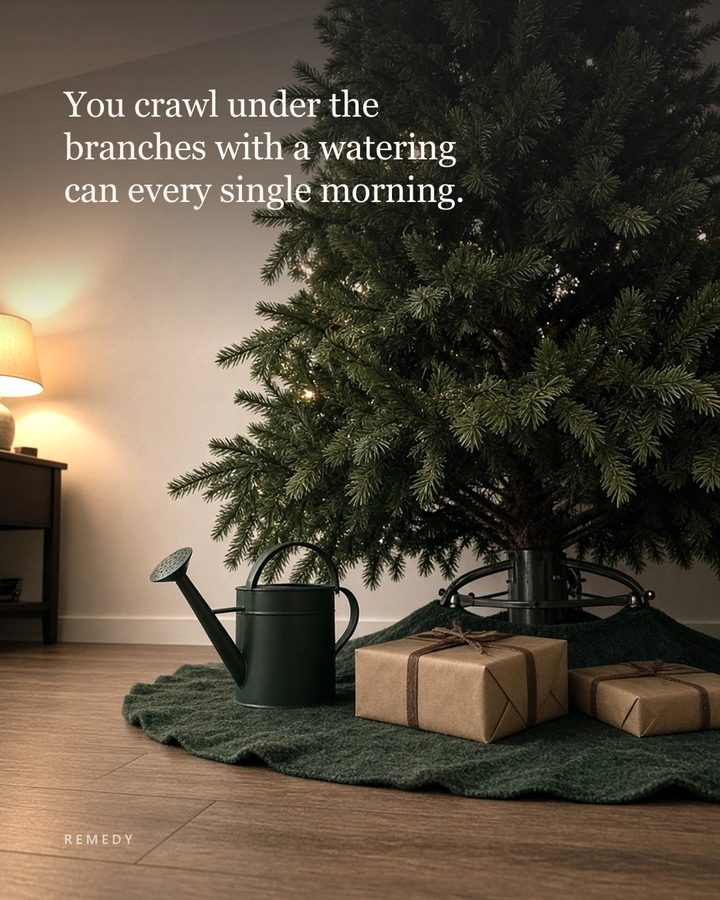 You crawl under the
branches with a watering
can every single morning.
REMEDY